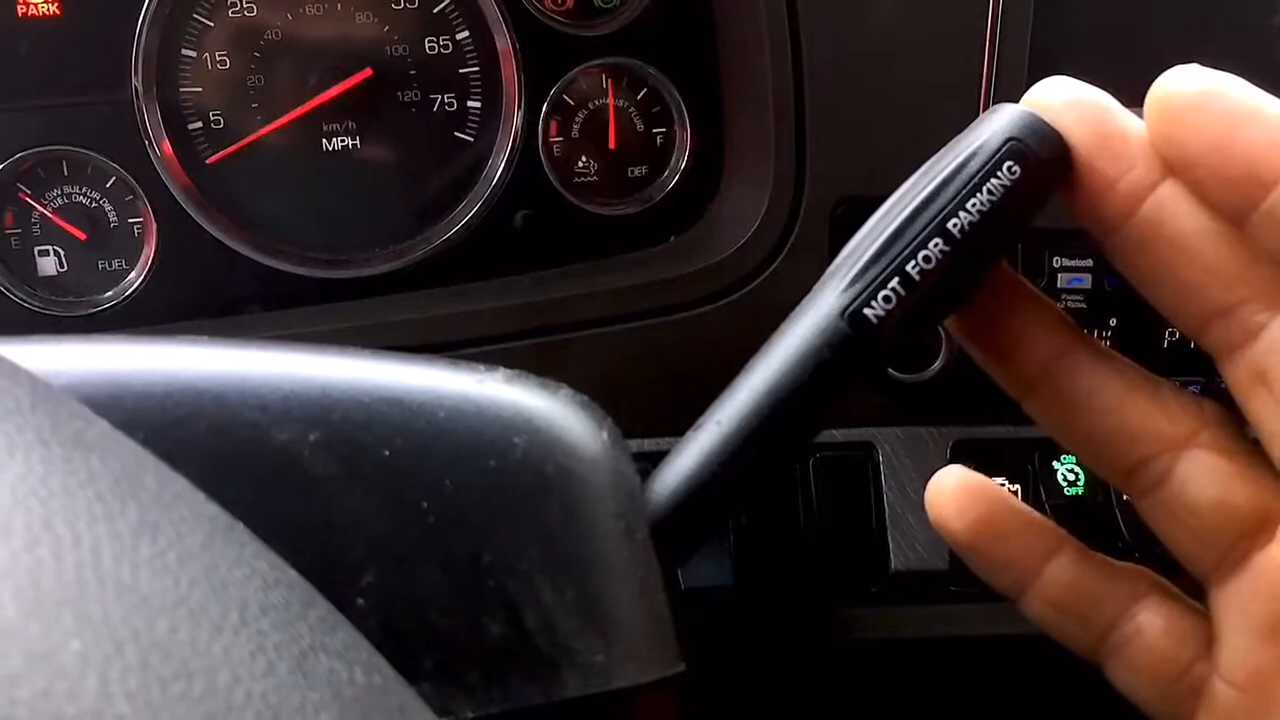 PARK
25
15
5
20
40
60
80
100
120
55
65
75
km/h
MPH
DIESEL EXHAUST FLUID
E
F
DEF
ULTRA LOW SULFUR DIESEL
FUEL ONLY
E
F
FUEL
NOT FOR PARKING
Bluetooth
ON
OFF